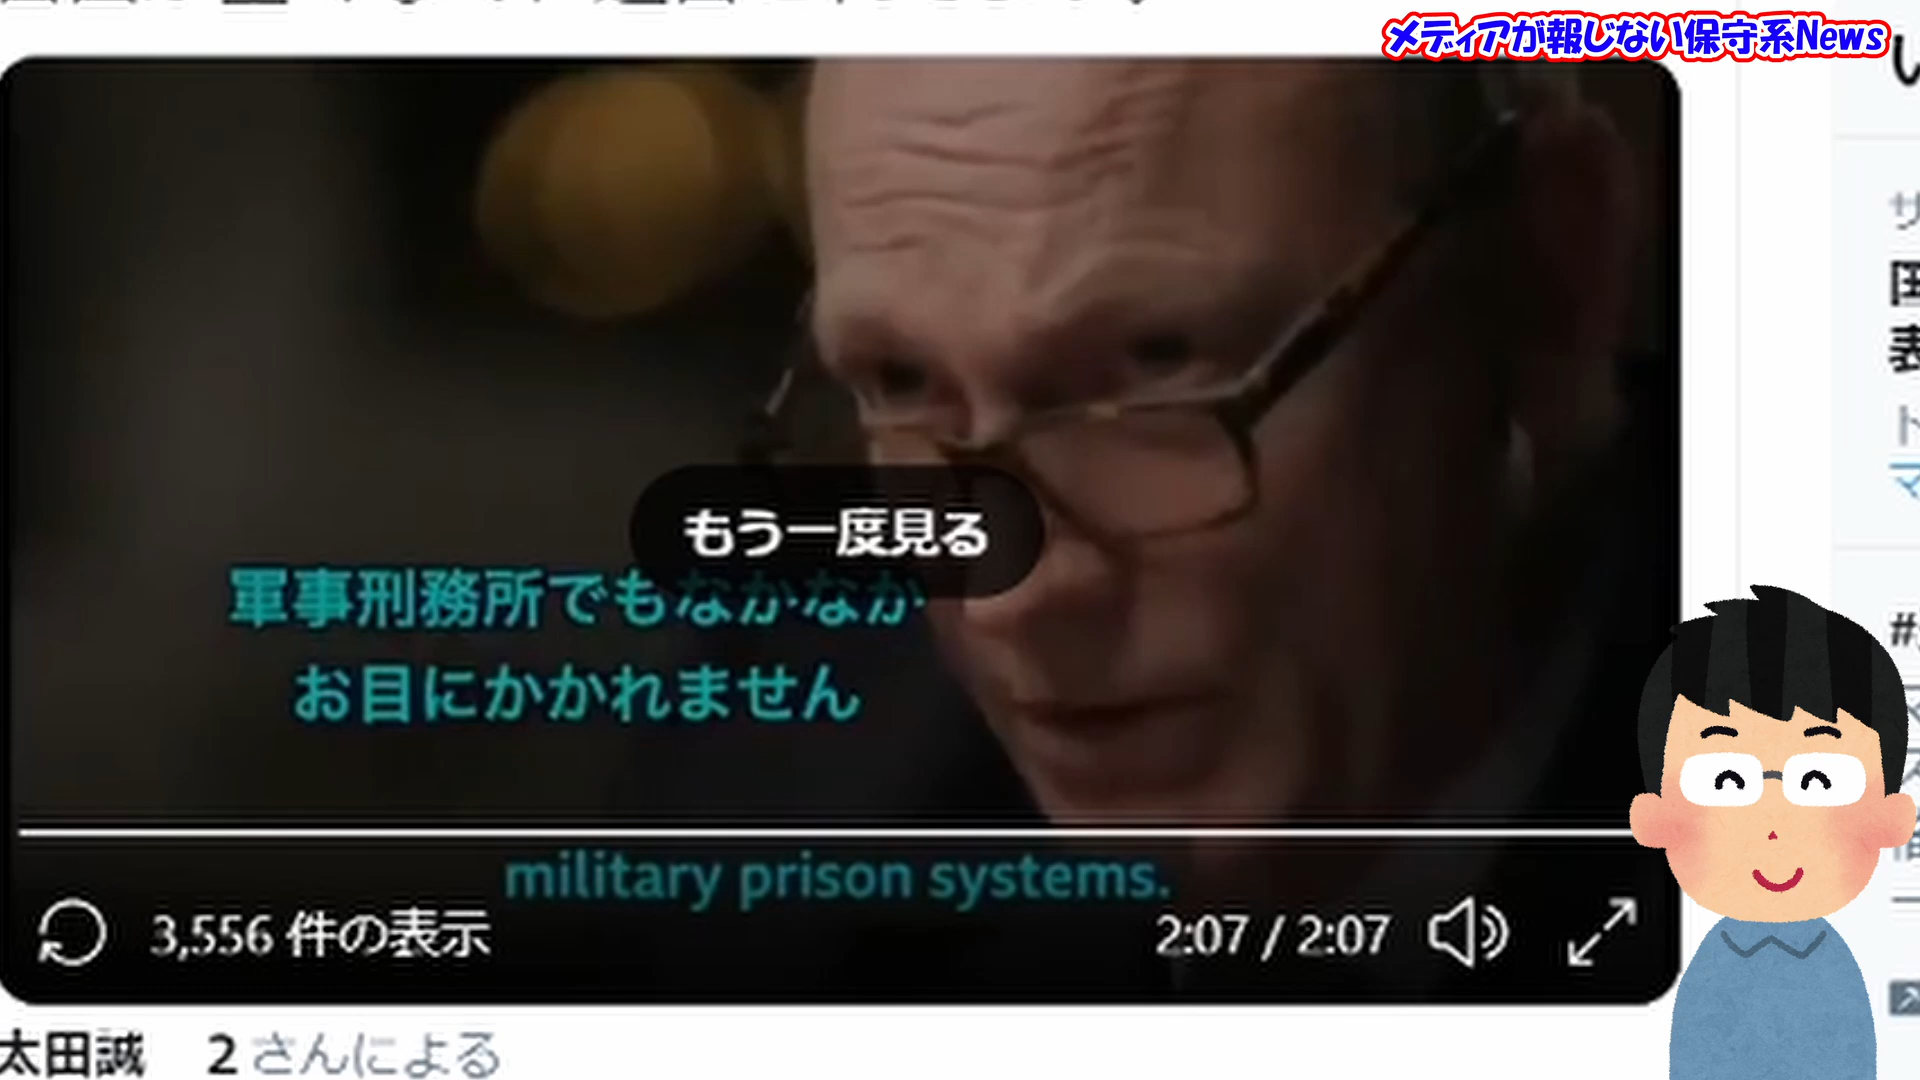 メディアが報じない保守系News
もう一度見る
軍事刑務所でもなかなか
お目にかかれません
military prison systems.
3,556 件の表示
2:07 / 2:07
太田誠 2 さんによる